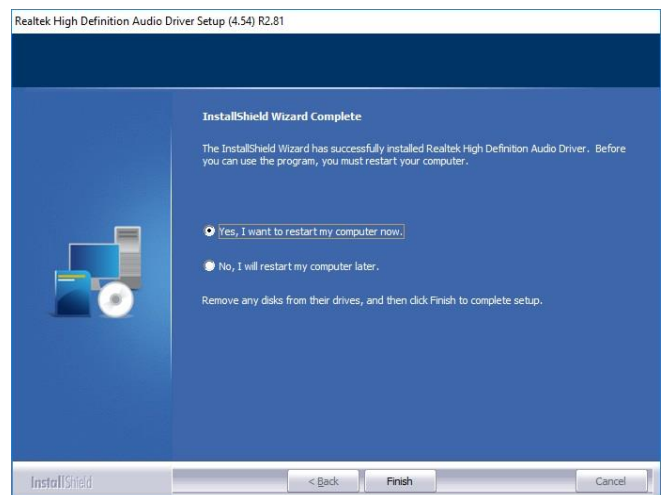 Realtek High Definition Audio Driver Setup (4.54) R2.81
InstallShield Wizard Complete
The InstallShield Wizard has successfully installed Realtek High Definition Audio Driver. Before
you can use the program, you must restart your computer.
Yes, I want to restart my computer now.
No, I will restart my computer later.
Remove any disks from their drives, and then click Finish to complete setup.
InstallShield
< Back
Finish
Cancel